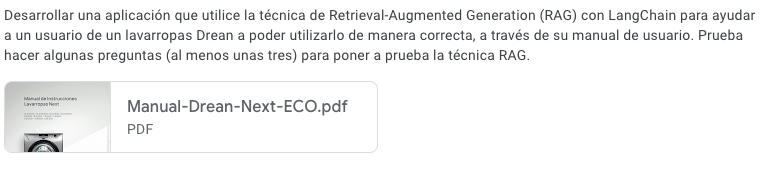 Desarrollar una aplicación que utilice la técnica de Retrieval-Augmented Generation (RAG) con LangChain para ayudar
a un usuario de un lavarropas Drean a poder utilizarlo de manera correcta, a través de su manual de usuario. Prueba
hacer algunas preguntas (al menos unas tres) para poner a prueba la técnica RAG.
Manual de Instrucciones
Lavarropas Next
Manual-Drean-Next-ECO.pdf
PDF